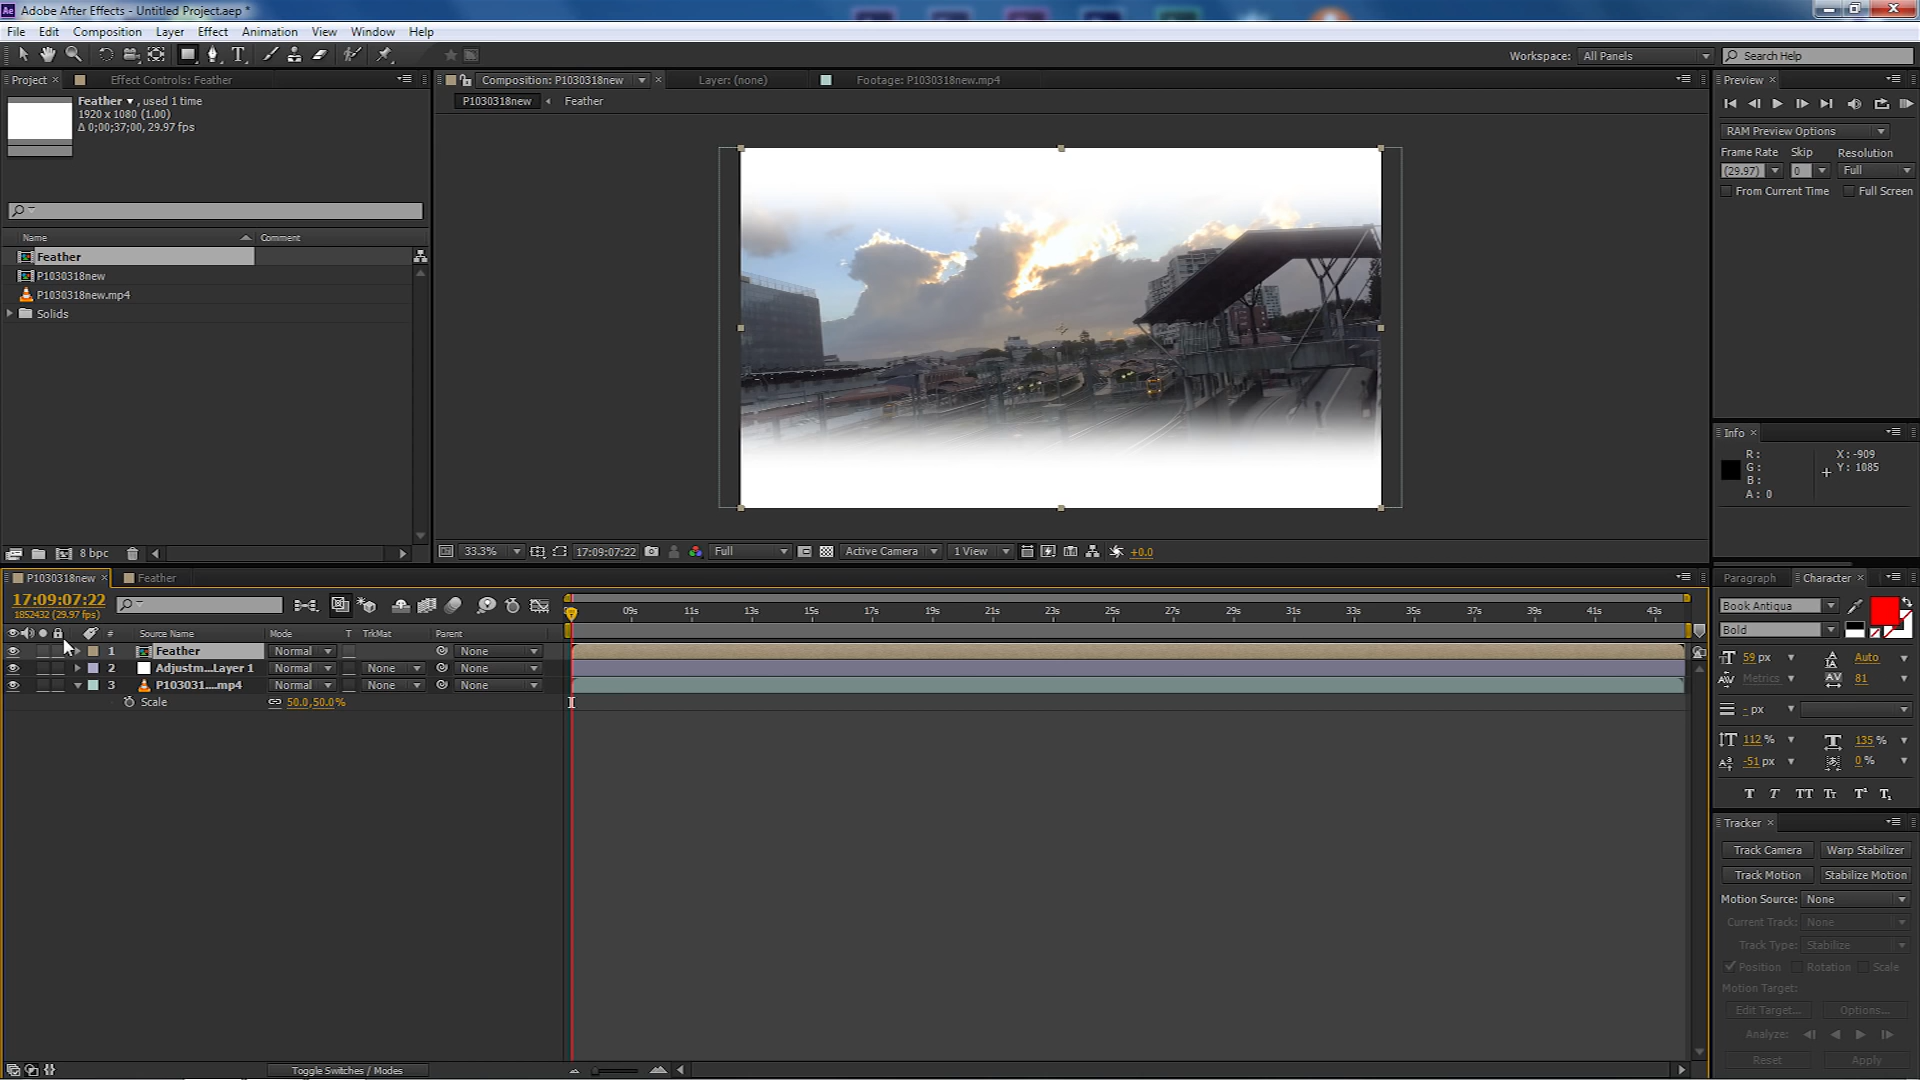 Adobe After Effects - Untitled Project.aep *
File Edit Composition Layer Effect Animation View Window Help
Workspace: All Panels Search Help
Project Effect Controls: Feather
Composition: P1030318new Layer: (none) Footage: P1030318new.mp4
Preview
Feather , used 1 time
1920 x 1080 (1.00)
Δ 0;00;37;00, 29.97 fps
P1030318new Feather
RAM Preview Options
Frame Rate Skip Resolution
(29.97) 0 Full
From Current Time Full Screen
Name Comment
Feather
P1030318new
P1030318new.mp4
Solids
Info
R: X: -909
G: Y: 1085
B:
A: 0
8 bpc
33.3% 17:09:07:22 Full Active Camera 1 View +0.0
P1030318new Feather
17:09:07:22
1852432 (29.97 fps)
09s 11s 13s 15s 17s 19s 21s 23s 25s 27s 29s 31s 33s 35s 37s 39s 41s 43s
# Source Name Mode T TrkMat Parent
1 Feather Normal None
2 Adjustm...Layer 1 Normal None None
3 P103031....mp4 Normal None None
Scale 50.0,50.0%
Toggle Switches / Modes
Paragraph Character
Book Antiqua
Bold
59 px Auto
Metrics 81
- px
112 % 135 %
-51 px 0 %
T T TT Tt T¹ T₁
Tracker
Track Camera Warp Stabilizer
Track Motion Stabilize Motion
Motion Source: None
Current Track: None
Track Type: Stabilize
Position Rotation Scale
Motion Target:
Edit Target... Options...
Analyze:
Reset Apply